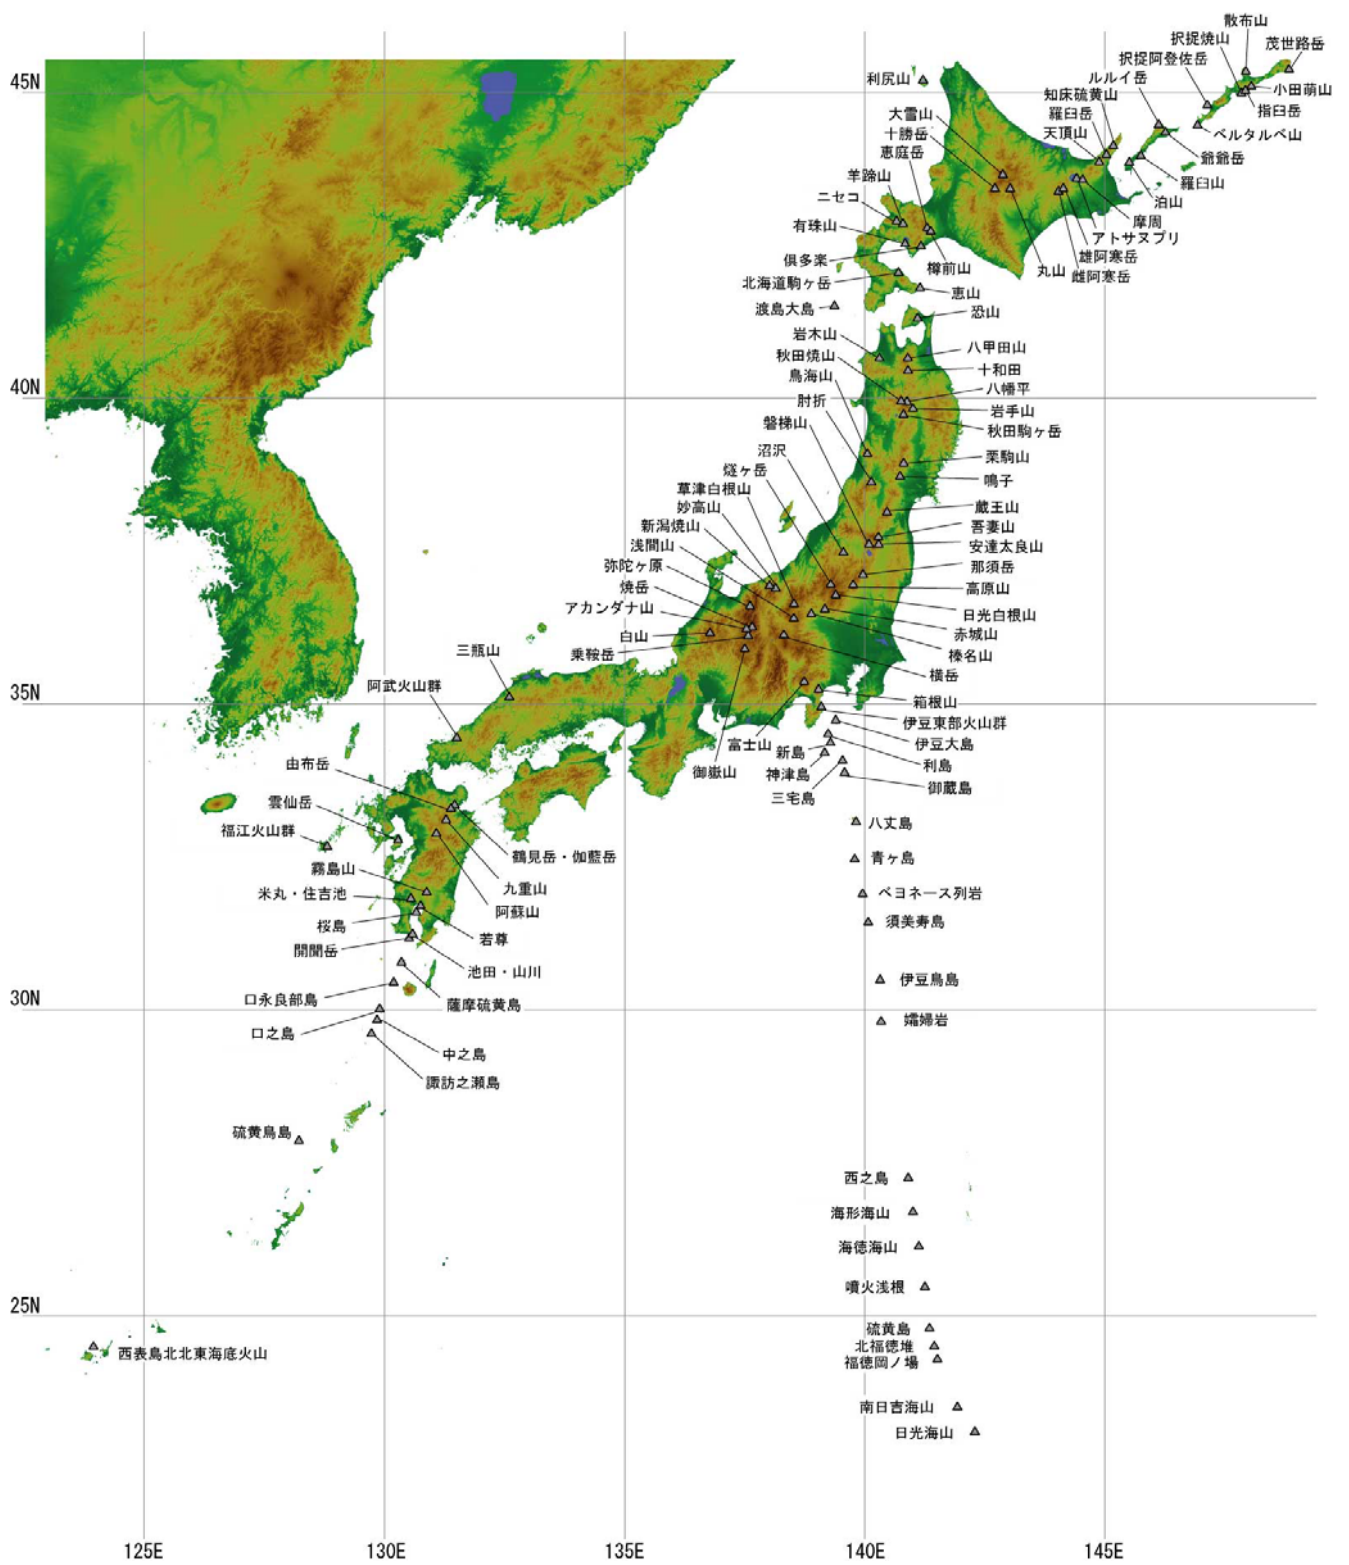 散布山
択捉焼山
茂世路岳
択捉阿登佐岳
45N
利尻山
ルルイ岳
小田萌山
知床硫黄山
指臼岳
大雪山
羅臼岳
十勝岳
天頂山
ベルタルベ山
恵庭岳
爺爺岳
羊蹄山
羅臼山
ニセコ
泊山
有珠山
摩周
アトサヌプリ
倶多楽
雄阿寒岳
樽前山
丸山
雌阿寒岳
北海道駒ヶ岳
恵山
渡島大島
恐山
岩木山
八甲田山
秋田焼山
十和田
鳥海山
八幡平
40N
肘折
岩手山
磐梯山
秋田駒ヶ岳
沼沢
栗駒山
燧ヶ岳
鳴子
草津白根山
妙高山
蔵王山
新潟焼山
吾妻山
浅間山
安達太良山
弥陀ヶ原
那須岳
焼岳
高原山
アカンダナ山
日光白根山
白山
赤城山
三瓶山
乗鞍岳
榛名山
横岳
阿武火山群
35N
箱根山
伊豆東部火山群
富士山
伊豆大島
新島
由布岳
御嶽山
神津島
利島
三宅島
御蔵島
雲仙岳
福江火山群
八丈島
鶴見岳・伽藍岳
青ヶ島
霧島山
九重山
米丸・住吉池
ベヨネース列岩
阿蘇山
桜島
須美寿島
若尊
開聞岳
池田・山川
伊豆鳥島
30N
口永良部島
薩摩硫黄島
孀婦岩
口之島
中之島
諏訪之瀬島
硫黄鳥島
西之島
海形海山
海徳海山
噴火浅根
25N
硫黄島
北福徳堆
西表島北北東海底火山
福徳岡ノ場
南日吉海山
日光海山
125E
130E
135E
140E
145E